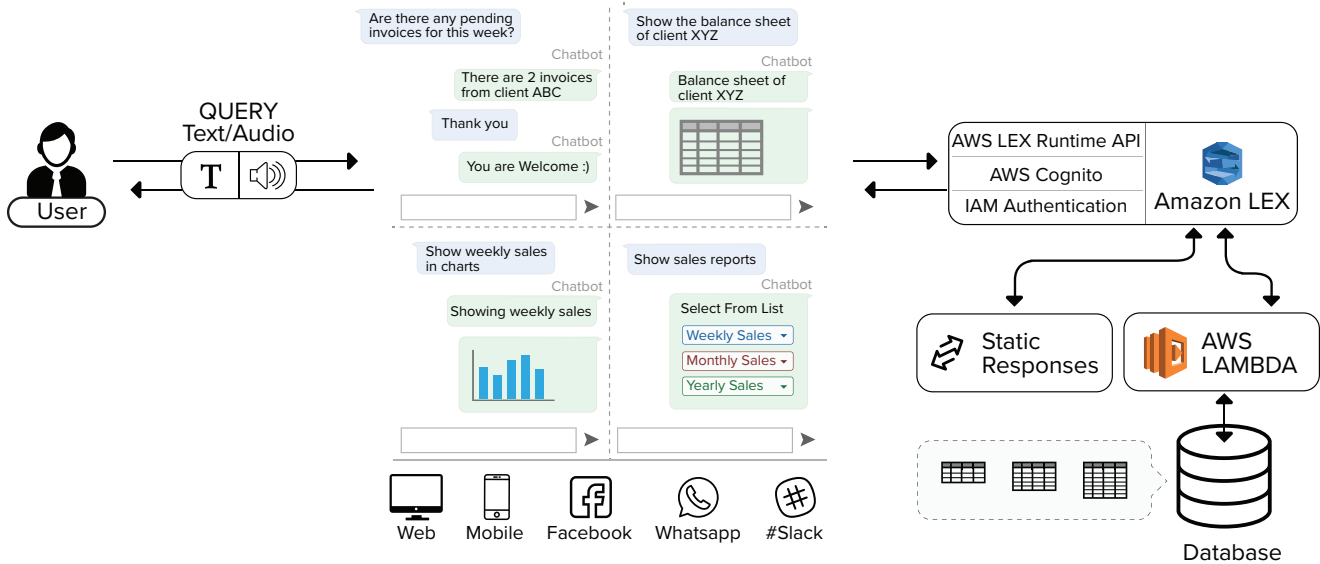 Are there any pending
invoices for this week?
Chatbot
There are 2 invoices
from client ABC
Thank you
Chatbot
You are Welcome :)
Show the balance sheet
of client XYZ
Chatbot
Balance sheet of
client XYZ
QUERY
Text/Audio
T
User
Show weekly sales
in charts
Chatbot
Showing weekly sales
Show sales reports
Chatbot
Select From List
Weekly Sales
Monthly Sales
Yearly Sales
Web
Mobile
Facebook
Whatsapp
#Slack
AWS LEX Runtime API
AWS Cognito
IAM Authentication
Amazon LEX
Static
Responses
AWS
LAMBDA
Database